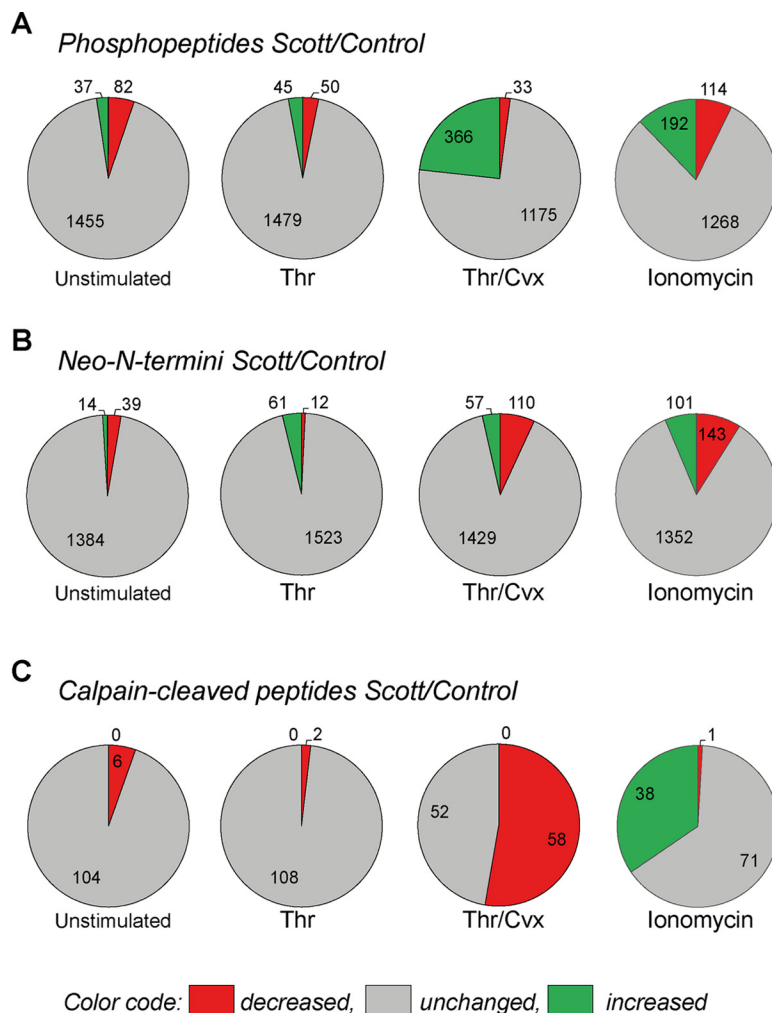 A
Phosphopeptides Scott/Control
37 82 45 50 33 114
366 192
1455 1479 1175 1268
Unstimulated Thr Thr/Cvx Ionomycin
B
Neo-N-termini Scott/Control
14 39 61 12 57 110 101
143
1384 1523 1429 1352
Unstimulated Thr Thr/Cvx Ionomycin
C
Calpain-cleaved peptides Scott/Control
0 0 2 0 1
6 52 58 38
104 108 71
Unstimulated Thr Thr/Cvx Ionomycin
Color code: decreased, unchanged, increased